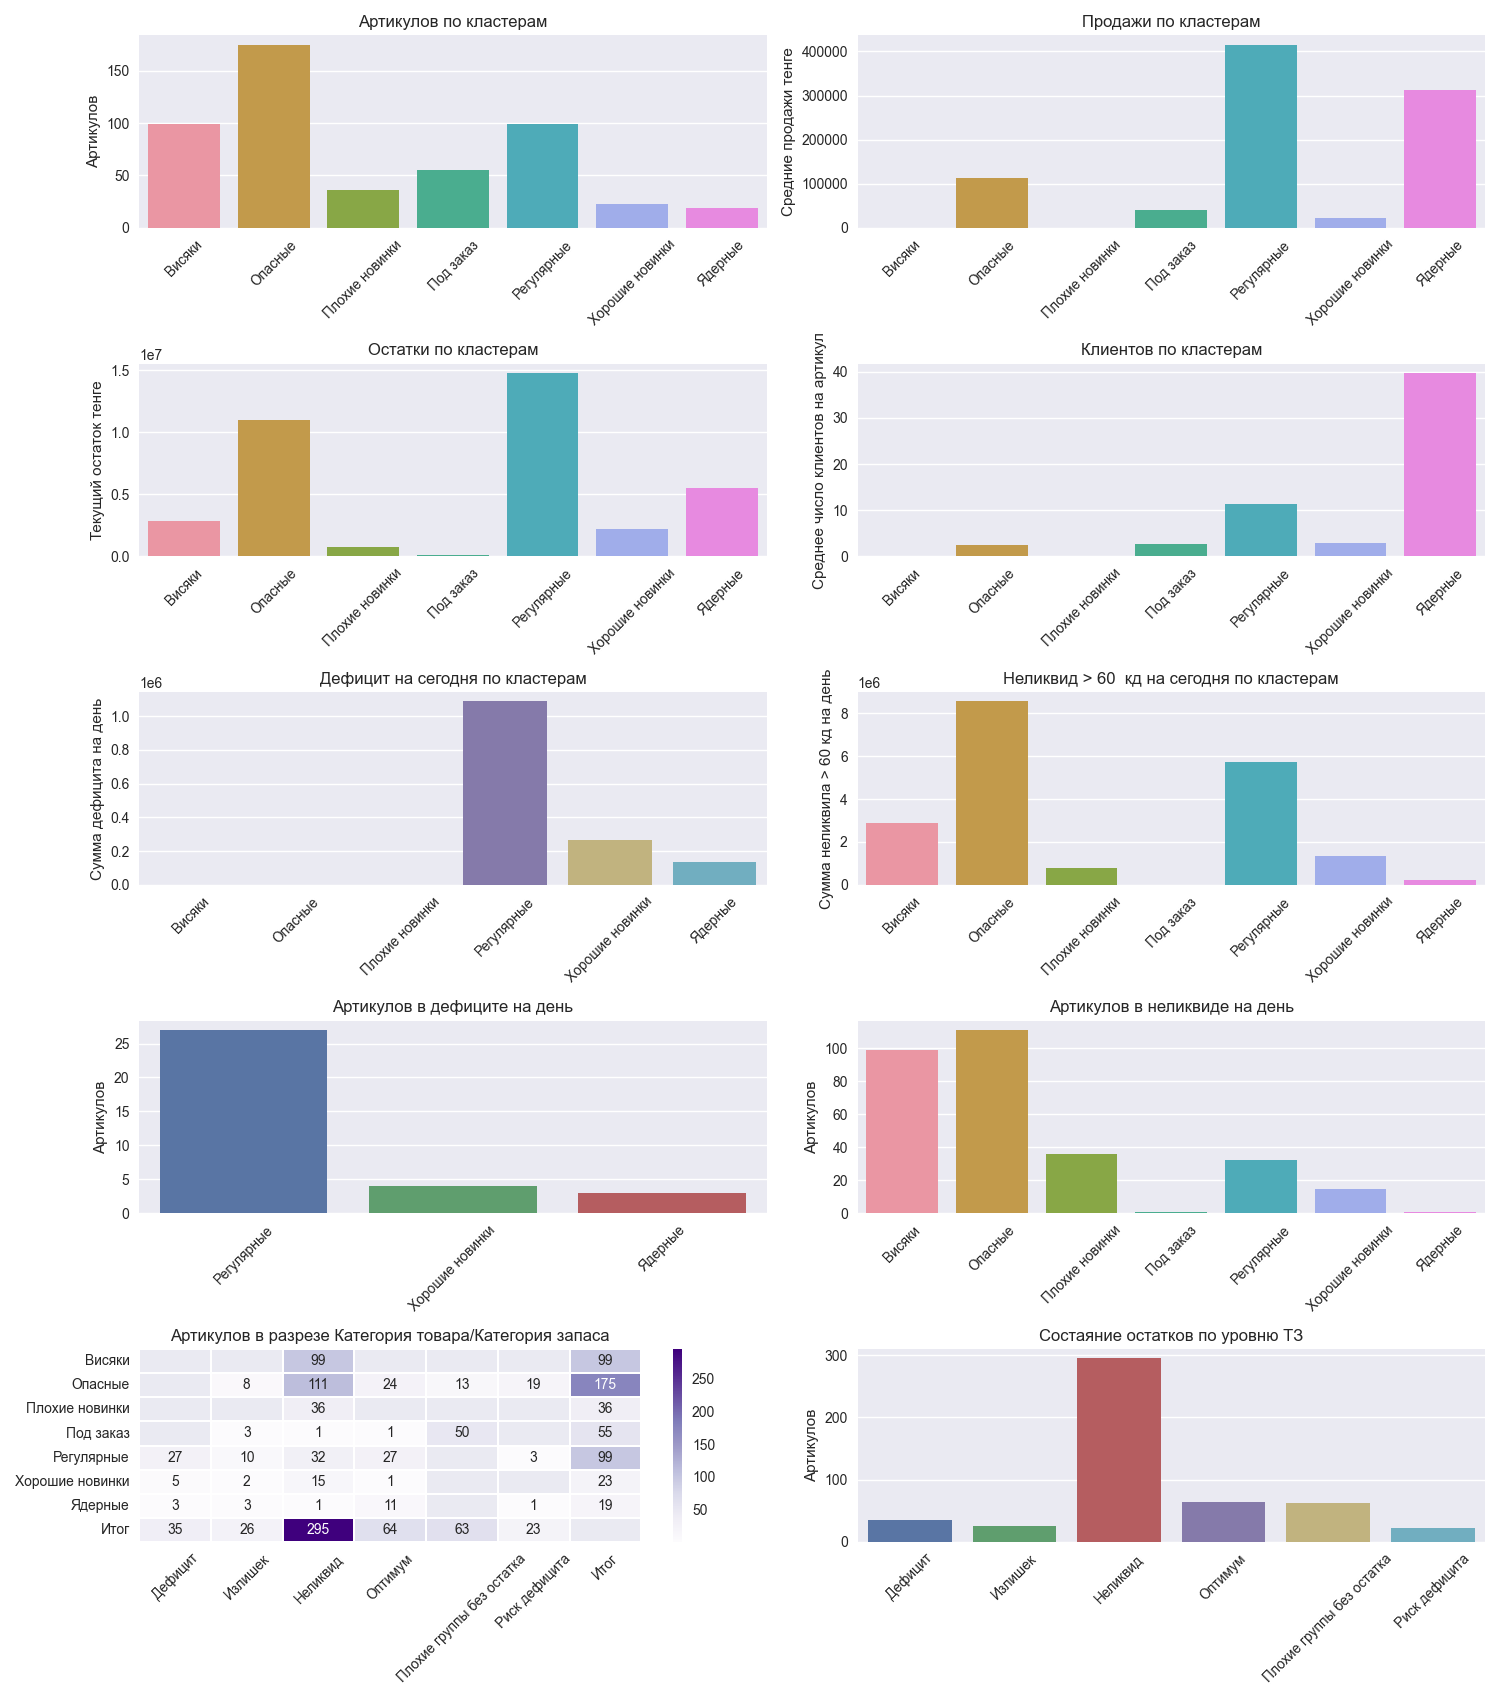 Артикулов по кластерам
Артикулов
150
100
50
0
Висяки
Опасные
Плохие новинки
Под заказ
Регулярные
Хорошие новинки
Ядерные
Продажи по кластерам
Средние продажи тенге
400000
300000
200000
100000
0
Висяки
Опасные
Плохие новинки
Под заказ
Регулярные
Хорошие новинки
Ядерные
Остатки по кластерам
1e7
Текущий остаток тенге
1.5
1.0
0.5
0.0
Висяки
Опасные
Плохие новинки
Под заказ
Регулярные
Хорошие новинки
Ядерные
Клиентов по кластерам
Среднее число клиентов на артикул
40
30
20
10
0
Висяки
Опасные
Плохие новинки
Под заказ
Регулярные
Хорошие новинки
Ядерные
Дефицит на сегодня по кластерам
1e6
Сумма дефицита на день
1.0
0.8
0.6
0.4
0.2
0.0
Висяки
Опасные
Плохие новинки
Регулярные
Хорошие новинки
Ядерные
Неликвид > 60  кд на сегодня по кластерам
1e6
Сумма неликвила > 60 кд на день
8
6
4
2
0
Висяки
Опасные
Плохие новинки
Под заказ
Регулярные
Хорошие новинки
Ядерные
Артикулов в дефиците на день
Артикулов
25
20
15
10
5
0
Регулярные
Хорошие новинки
Ядерные
Артикулов в неликвиде на день
Артикулов
100
80
60
40
20
0
Висяки
Опасные
Плохие новинки
Под заказ
Регулярные
Хорошие новинки
Ядерные
Артикулов в разрезе Категория товара/Категория запаса
Висяки 99 99
Опасные 8 111 24 13 19 175
Плохие новинки 36 36
Под заказ 3 1 1 50 55
Регулярные 27 10 32 27 3 99
Хорошие новинки 5 2 15 1 23
Ядерные 3 3 1 11 1 19
Итог 35 26 295 64 63 23
Дефицит
Излишек
Неликвид
Оптимум
Плохие группы без остатка
Риск дефицита
Итог
250
200
150
100
50
Состаяние остатков по уровню ТЗ
Артикулов
300
200
100
0
Дефицит
Излишек
Неликвид
Оптимум
Плохие группы без остатка
Риск дефицита